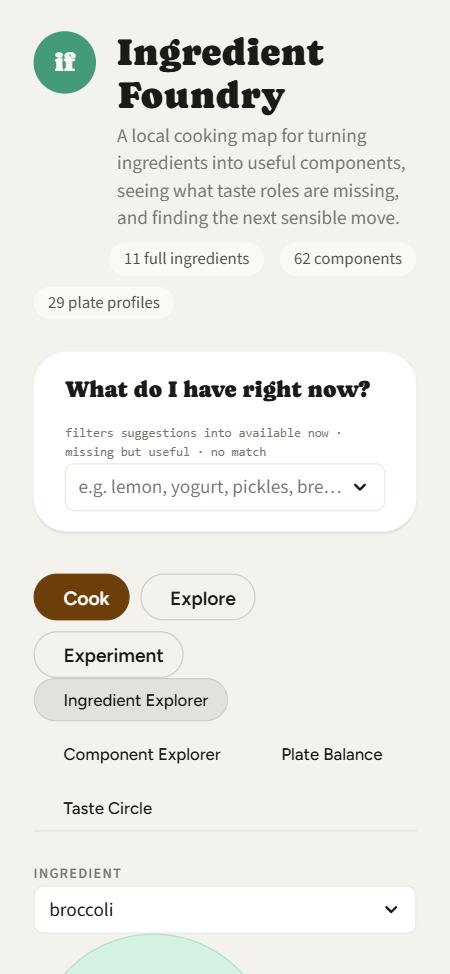 if
Ingredient
Foundry
A local cooking map for turning
ingredients into useful components,
seeing what taste roles are missing,
and finding the next sensible move.
11 full ingredients
62 components
29 plate profiles
What do I have right now?
filters suggestions into available now ·
missing but useful · no match
e.g. lemon, yogurt, pickles, bre…
Cook
Explore
Experiment
Ingredient Explorer
Component Explorer
Plate Balance
Taste Circle
INGREDIENT
broccoli